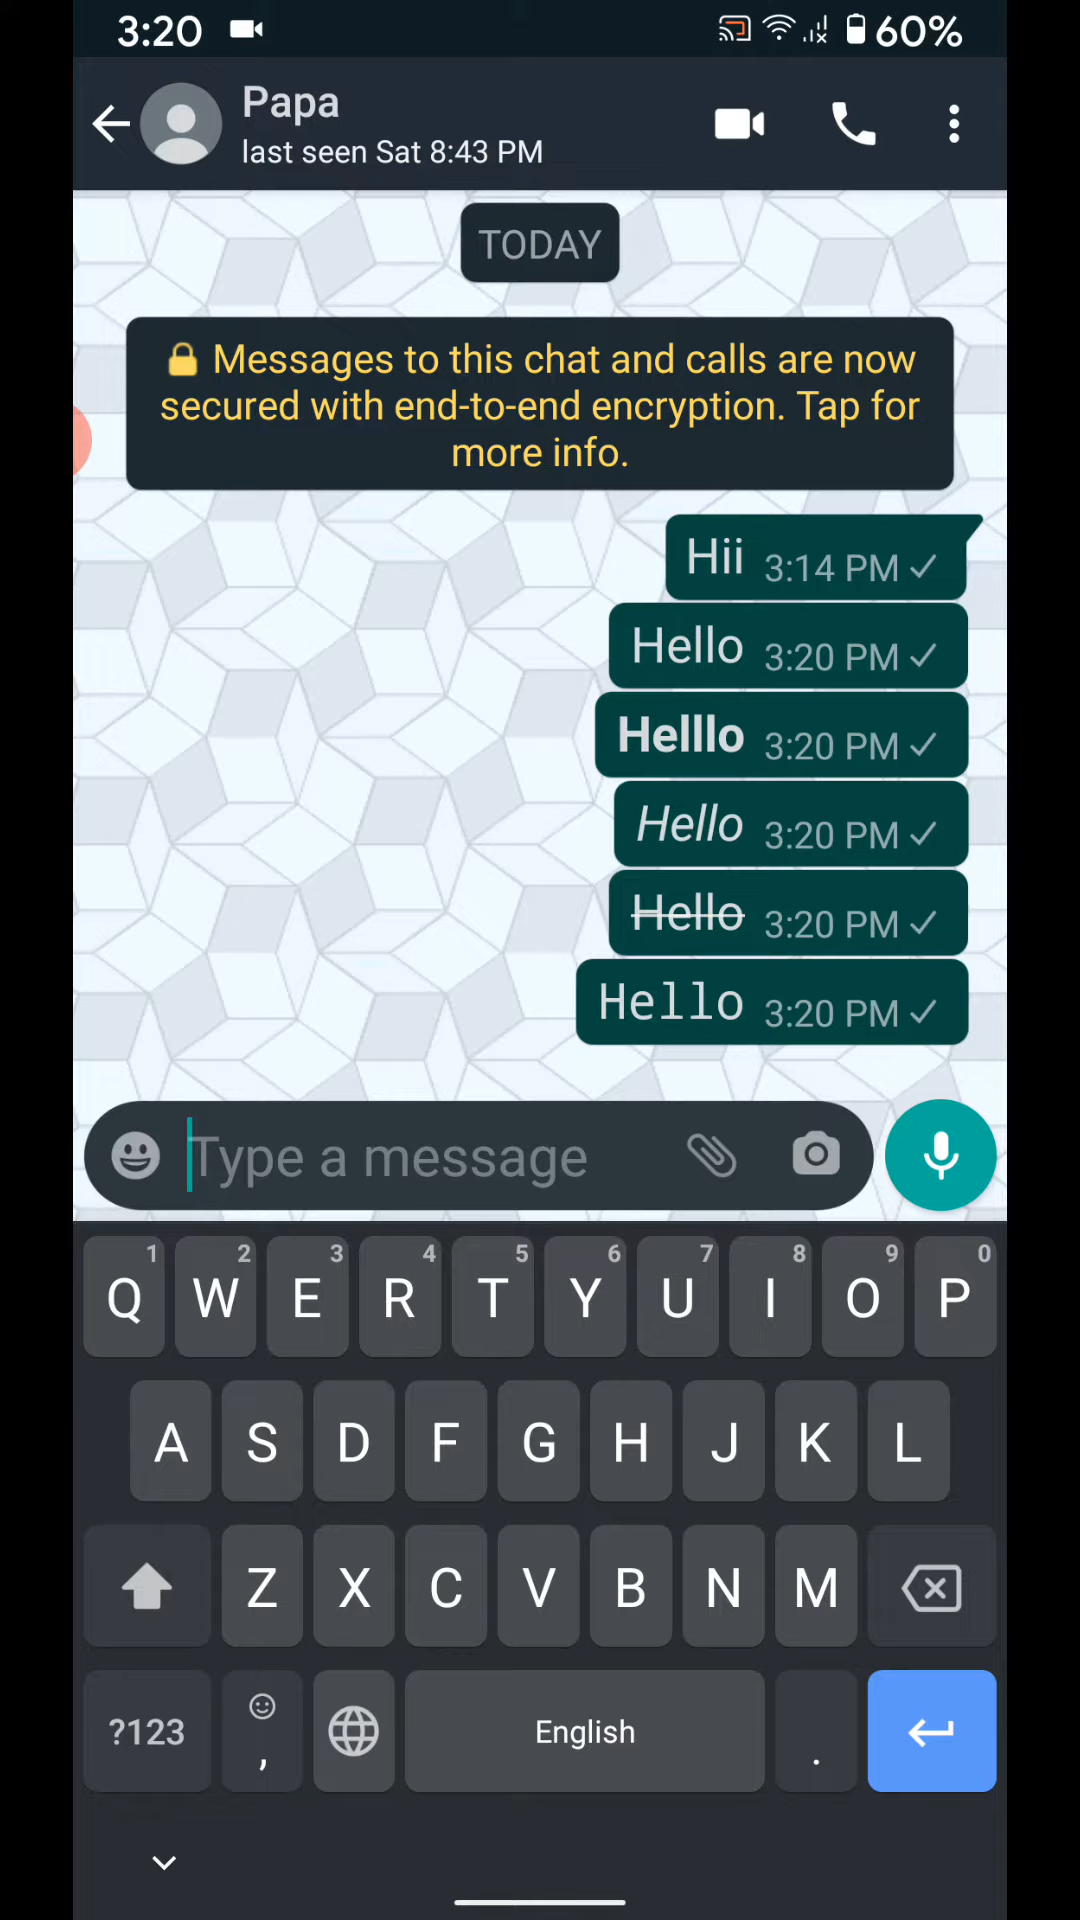 3:20 60%
Papa
last seen Sat 8:43 PM
TODAY
Messages to this chat and calls are now
secured with end-to-end encryption. Tap for
more info.
Hii 3:14 PM
Hello 3:20 PM
Helllo 3:20 PM
Hello 3:20 PM
Hello 3:20 PM
Hello 3:20 PM
Type a message
1 2 3 4 5 6 7 8 9 0
Q W E R T Y U I O P
A S D F G H J K L
Z X C V B N M
?123 , English .